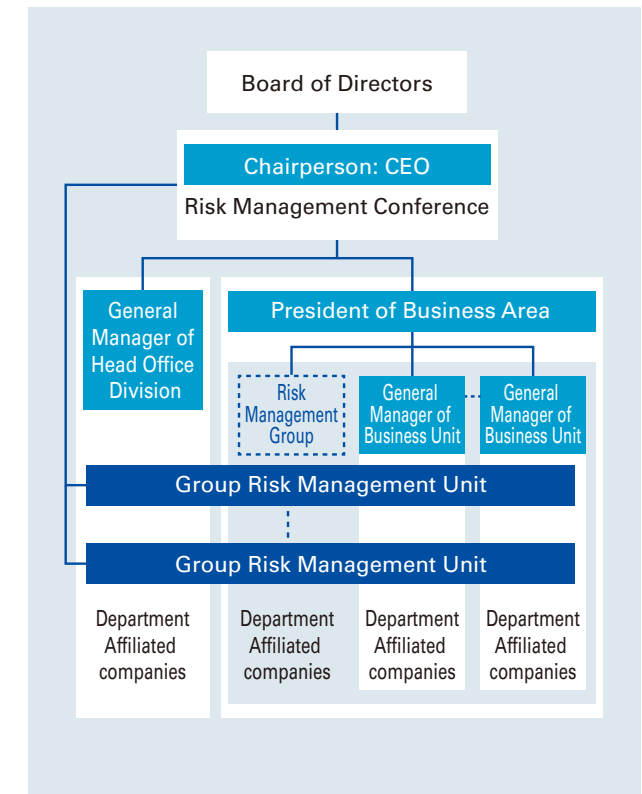 Board of Directors
Chairperson: CEO
Risk Management Conference
General
Manager of
Head Office
Division
President of Business Area
Risk
Management
Group
General
Manager of
Business Unit
General
Manager of
Business Unit
Group Risk Management Unit
Group Risk Management Unit
Department
Affiliated
companies
Department
Affiliated
companies
Department
Affiliated
companies
Department
Affiliated
companies